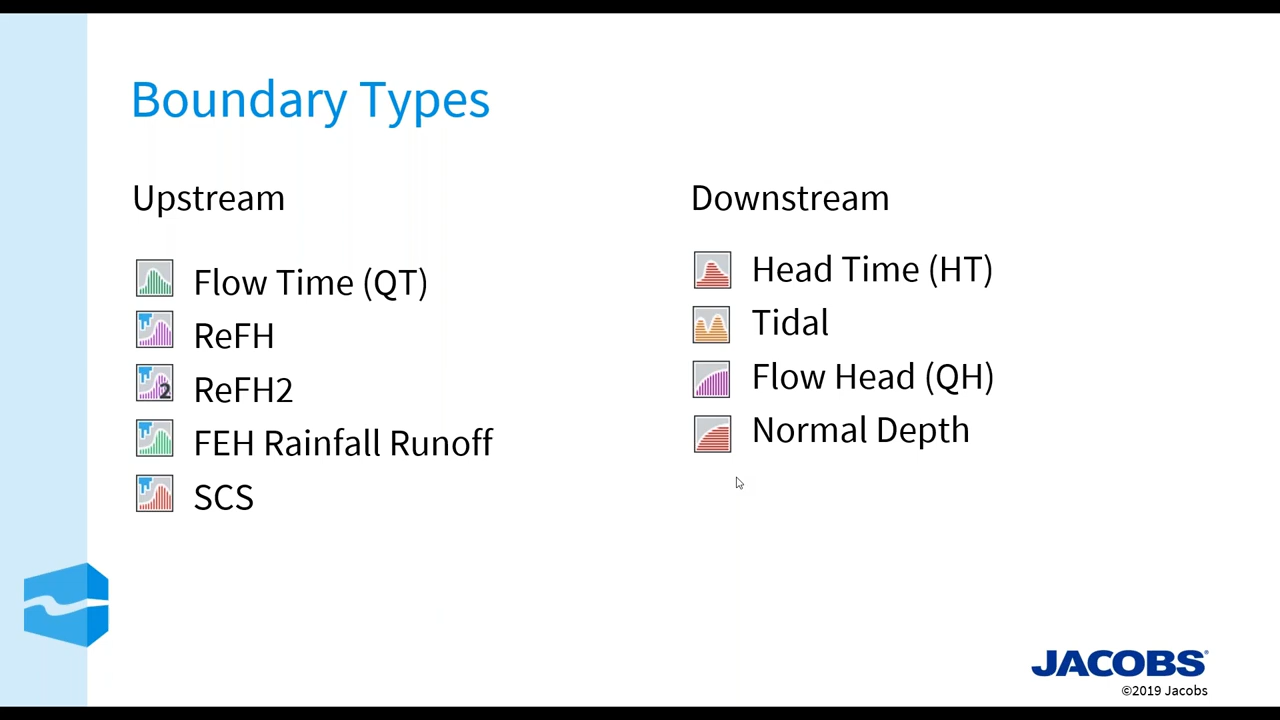 Boundary Types
Upstream
Flow Time (QT)
ReFH
2
ReFH2
FEH Rainfall Runoff
SCS
Downstream
Head Time (HT)
Tidal
Flow Head (QH)
Normal Depth
JACOBS®
©2019 Jacobs